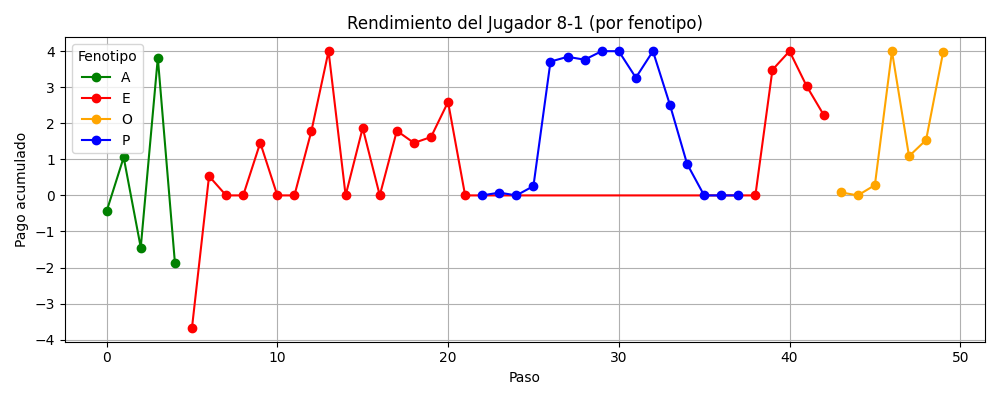 Rendimiento del Jugador 8-1 (por fenotipo)
Fenotipo
A
E
O
P
Pago acumulado
4
3
2
1
0
−1
−2
−3
−4
0
10
20
30
40
50
Paso